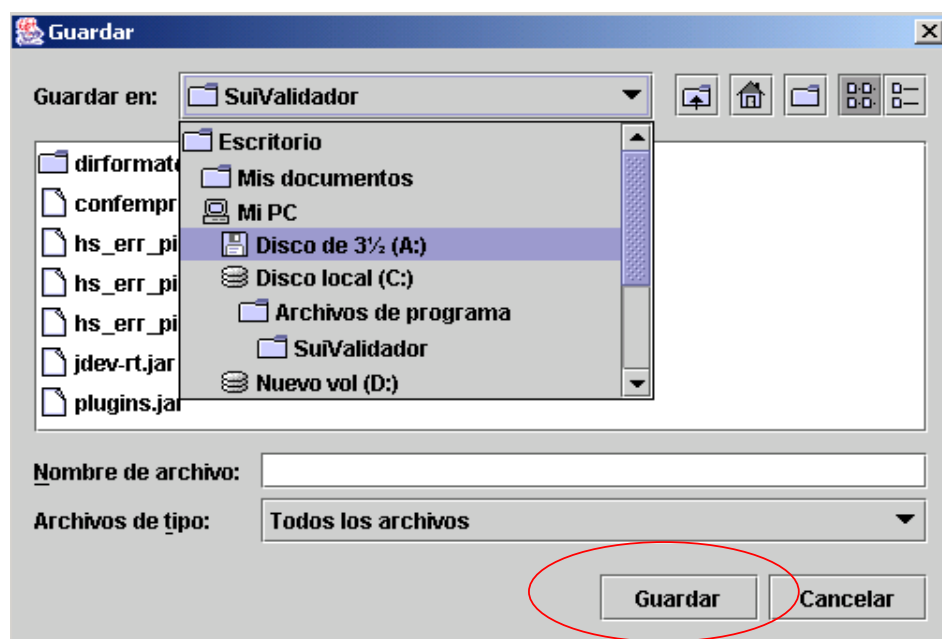 Guardar
Guardar en: SuiValidador
Escritorio
Mis documentos
Mi PC
Disco de 3½ (A:)
Disco local (C:)
Archivos de programa
SuiValidador
Nuevo vol (D:)
dirformat
confempr
hs_err_pi
hs_err_pi
hs_err_pi
jdev-rt.jar
plugins.jar
Nombre de archivo:
Archivos de tipo: Todos los archivos
Guardar Cancelar